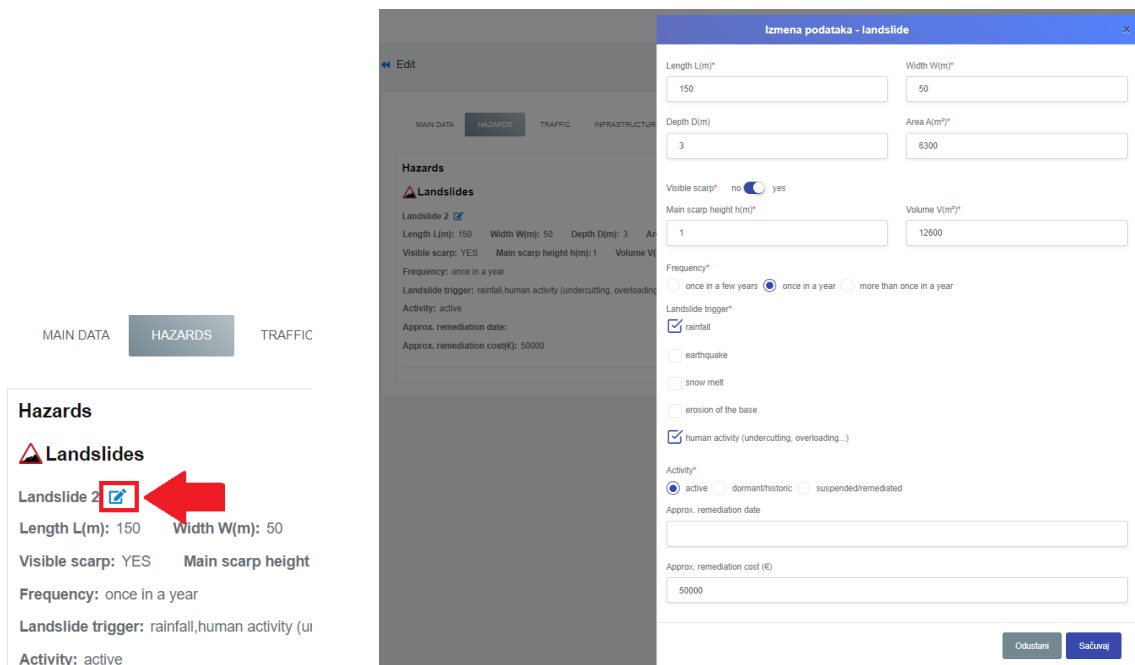 MAIN DATA HAZARDS TRAFFIC
Hazards
Landslides
Landslide 2
Length L(m): 150 Width W(m): 50
Visible scarp: YES Main scarp height
Frequency: once in a year
Landslide trigger: rainfall,human activity (u
Activity: active
Edit
MAIN DATA HAZARDS TRAFFIC INFRASTRUCTUR
Hazards
Landslides
Landslide 2
Length L(m): 150 Width W(m): 50 Depth D(m): 3 Ar
Visible scarp: YES Main scarp height h(m): 1 Volume V(
Frequency: once in a year
Landslide trigger: rainfall,human activity (undercutting, overloading
Activity: active
Approx. remediation date:
Approx. remediation cost(€): 50000
Izmena podataka - landslide ×
Length L(m)* Width W(m)*
150 50
Depth D(m) Area A(m²)*
3 6300
Visible scarp* no yes
Main scarp height h(m)* Volume V(m³)*
1 12600
Frequency*
once in a few years once in a year more than once in a year
Landslide trigger*
rainfall
earthquake
snow melt
erosion of the base
human activity (undercutting, overloading...)
Activity*
active dormant/historic suspended/remediated
Approx. remediation date
Approx. remediation cost (€)
50000
Odustani Sačuvaj